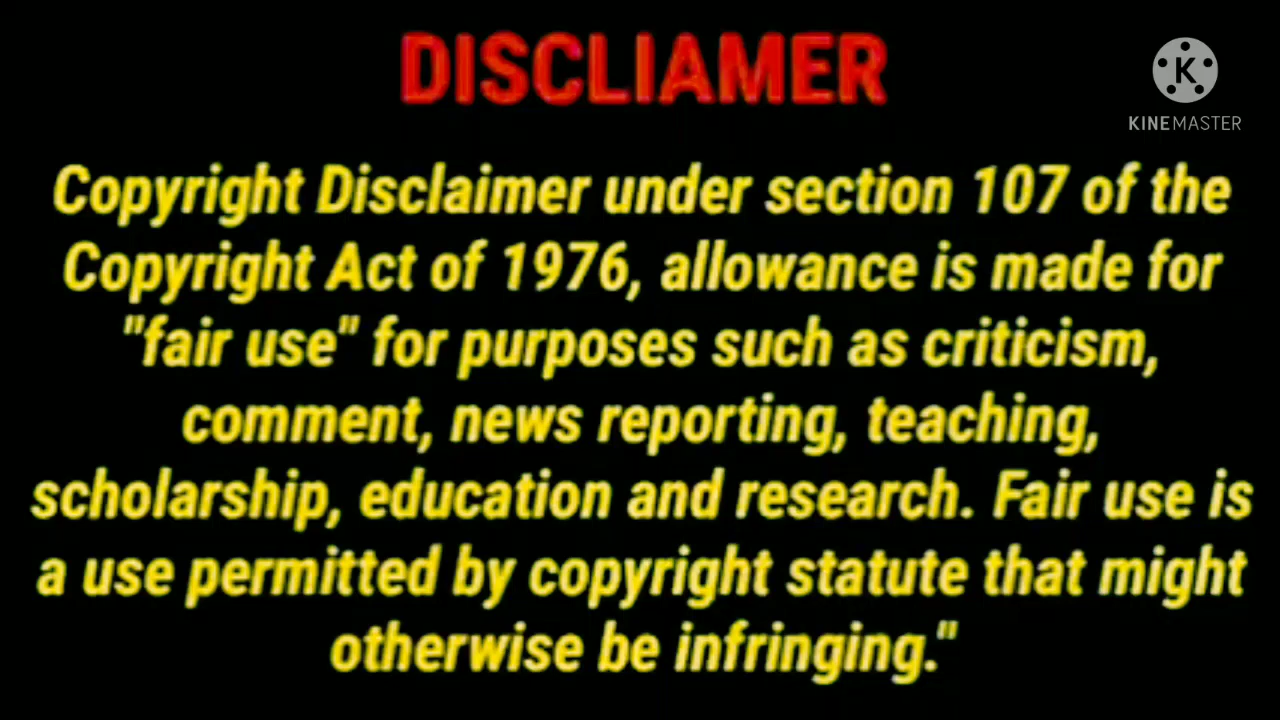 DISCLIAMER
K
KINEMASTER
Copyright Disclaimer under section 107 of the
Copyright Act of 1976, allowance is made for
"fair use" for purposes such as criticism,
comment, news reporting, teaching,
scholarship, education and research. Fair use is
a use permitted by copyright statute that might
otherwise be infringing."